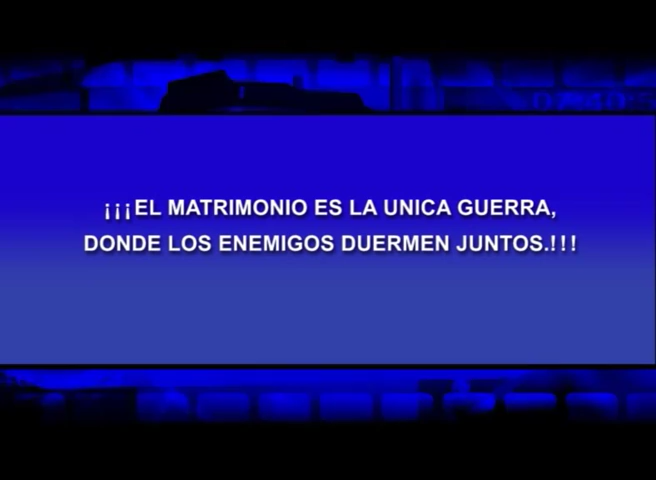 ¡¡¡EL MATRIMONIO ES LA UNICA GUERRA,
DONDE LOS ENEMIGOS DUERMEN JUNTOS.!!!